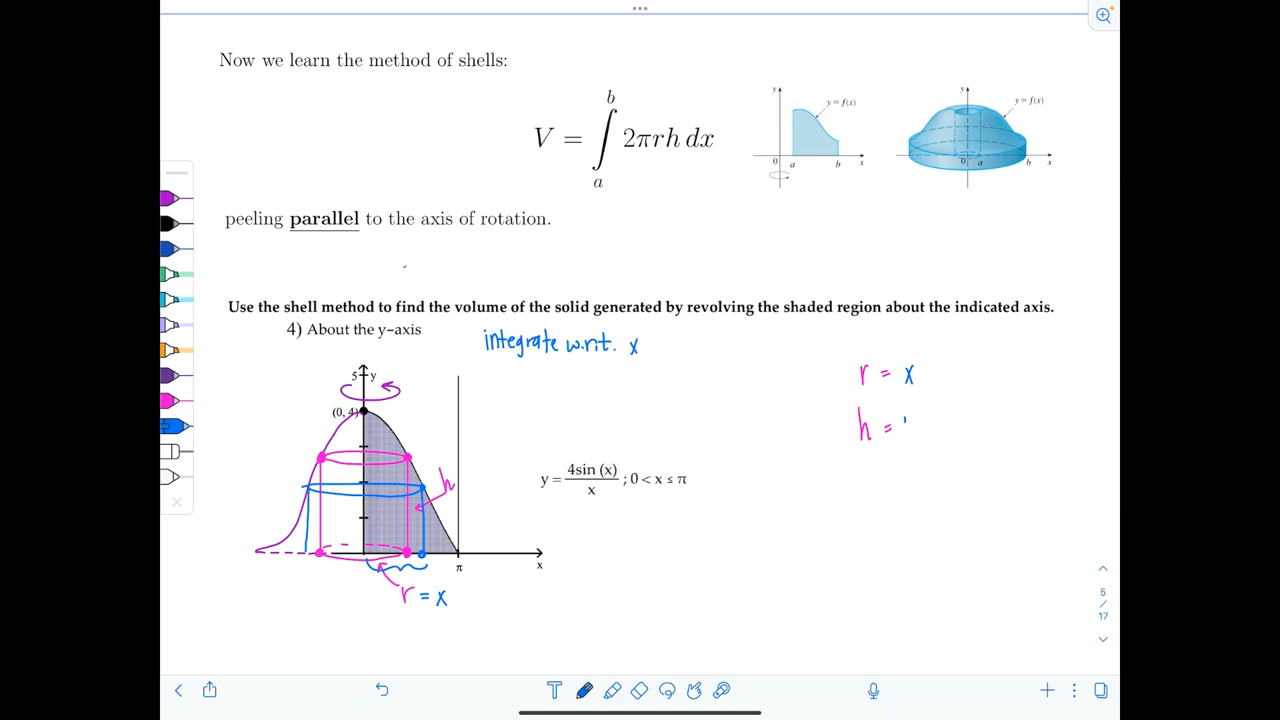 Now we learn the method of shells:
V = ∫_a^b 2πrh dx
y
y = f(x)
0 a b x
y
y = f(x)
0 a b x
peeling parallel to the axis of rotation.
Use the shell method to find the volume of the solid generated by revolving the shaded region about the indicated axis.
4) About the y-axis
integrate w.r.t. x
5 y
(0, 4)
r = x
h =
h
y = 4sin (x) / x ; 0 < x ≤ π
π
x
r = x
5
/
17